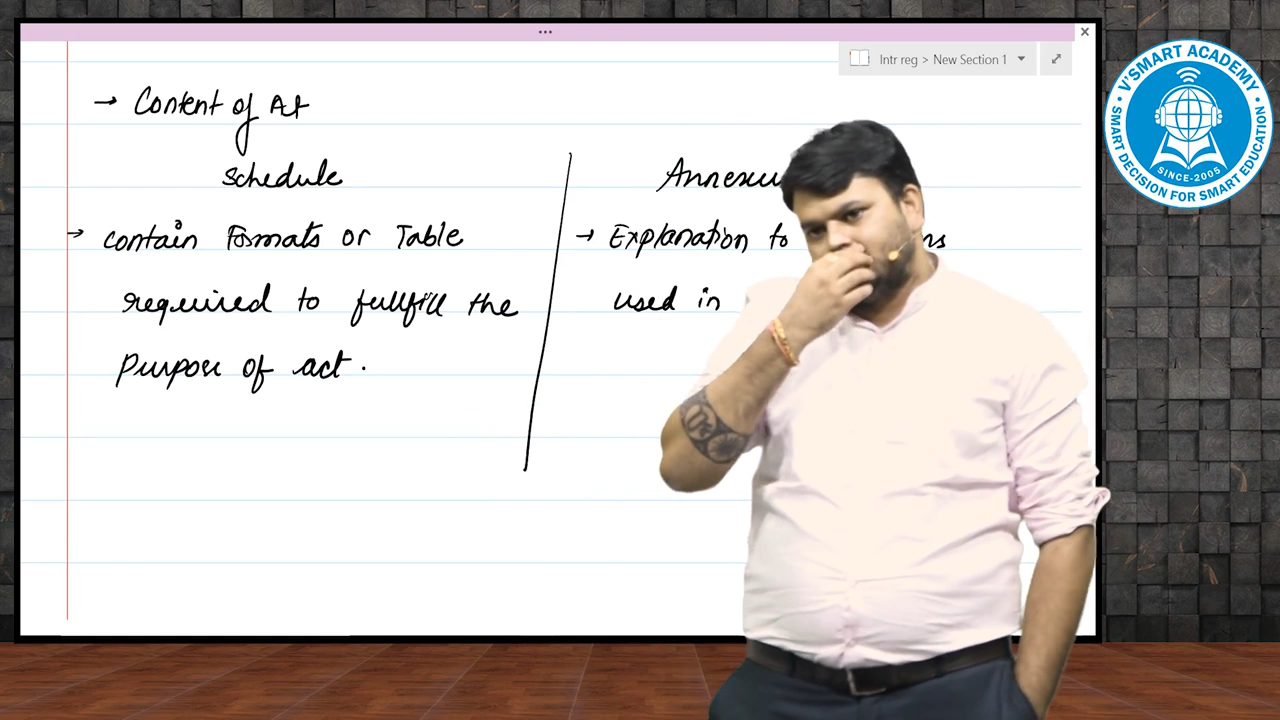 Intr reg > New Section 1
→ Content of Act
Schedule
→ contain Formats or Table
required to fullfill the
Purpose of act.
Annexu
→ Explanation to
used in
V'SMART ACADEMY
SINCE-2005
SMART DECISION FOR SMART EDUCATION